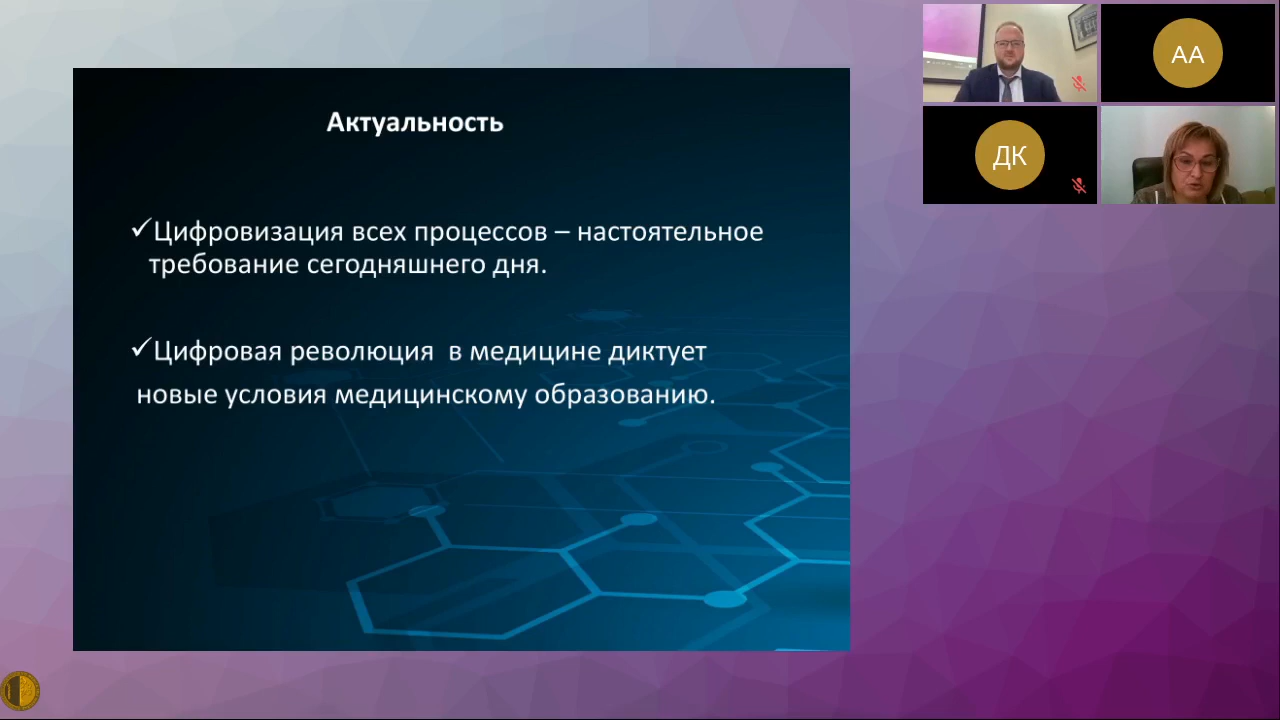 Актуальность
✓Цифровизация всех процессов – настоятельное
требование сегодняшнего дня.
✓Цифровая революция в медицине диктует
новые условия медицинскому образованию.
АА
ДК